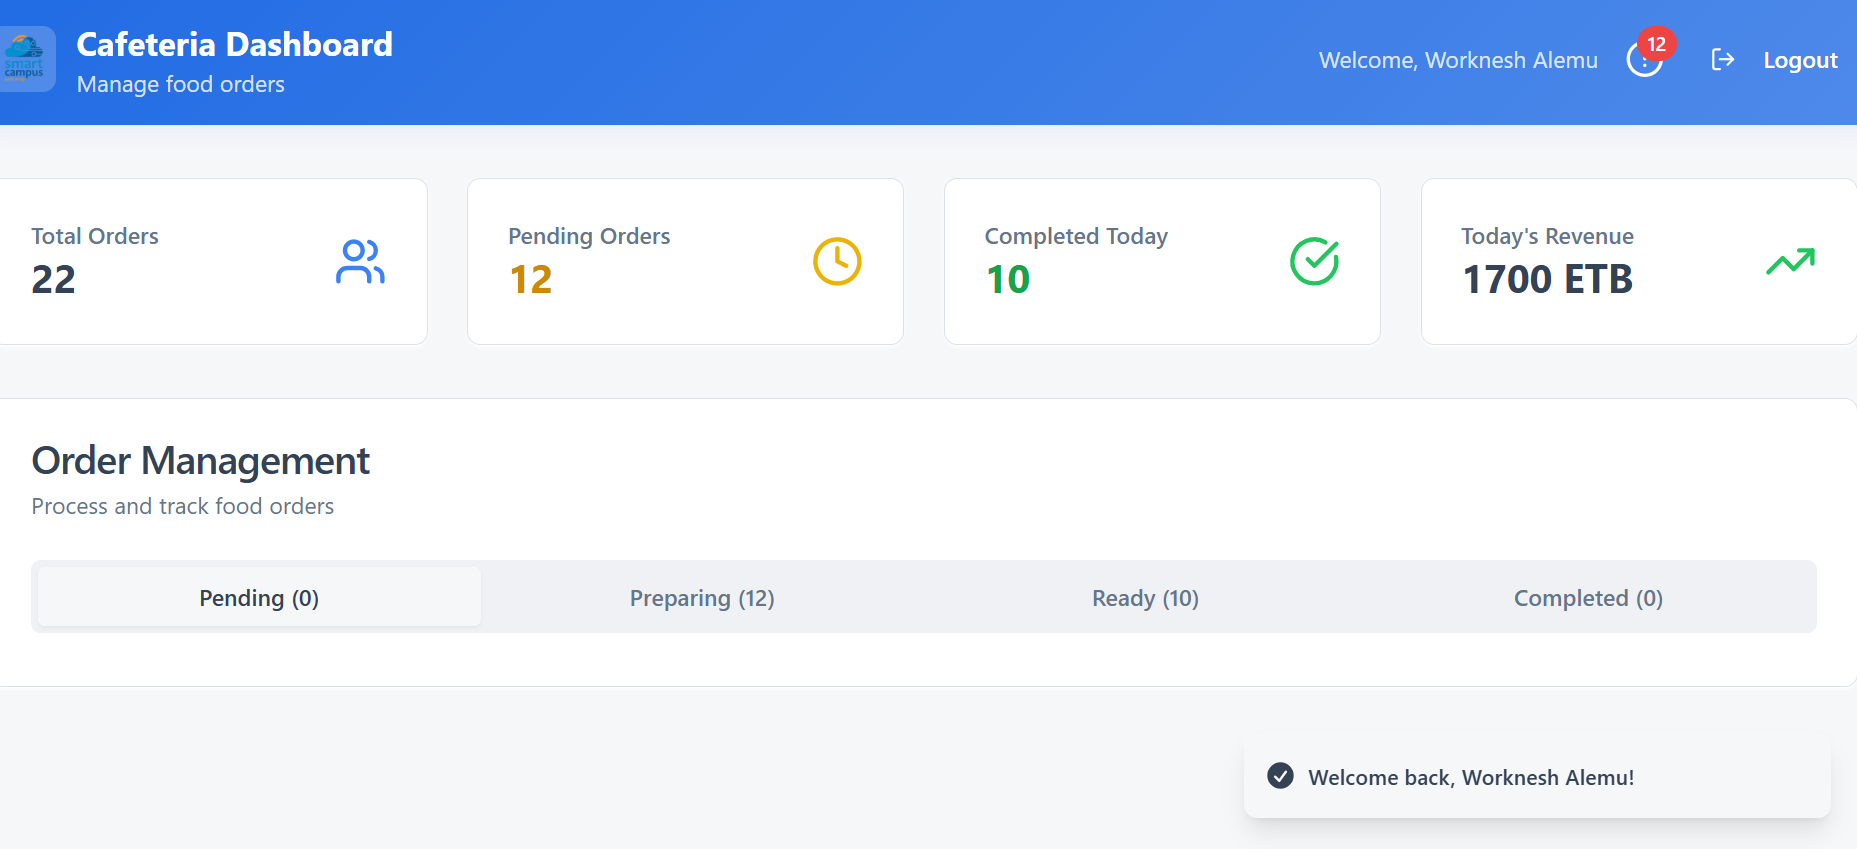 smart
campus
Cafeteria Dashboard
Manage food orders
Welcome, Worknesh Alemu
12
Logout
Total Orders
22
Pending Orders
12
Completed Today
10
Today's Revenue
1700 ETB
Order Management
Process and track food orders
Pending (0)
Preparing (12)
Ready (10)
Completed (0)
Welcome back, Worknesh Alemu!